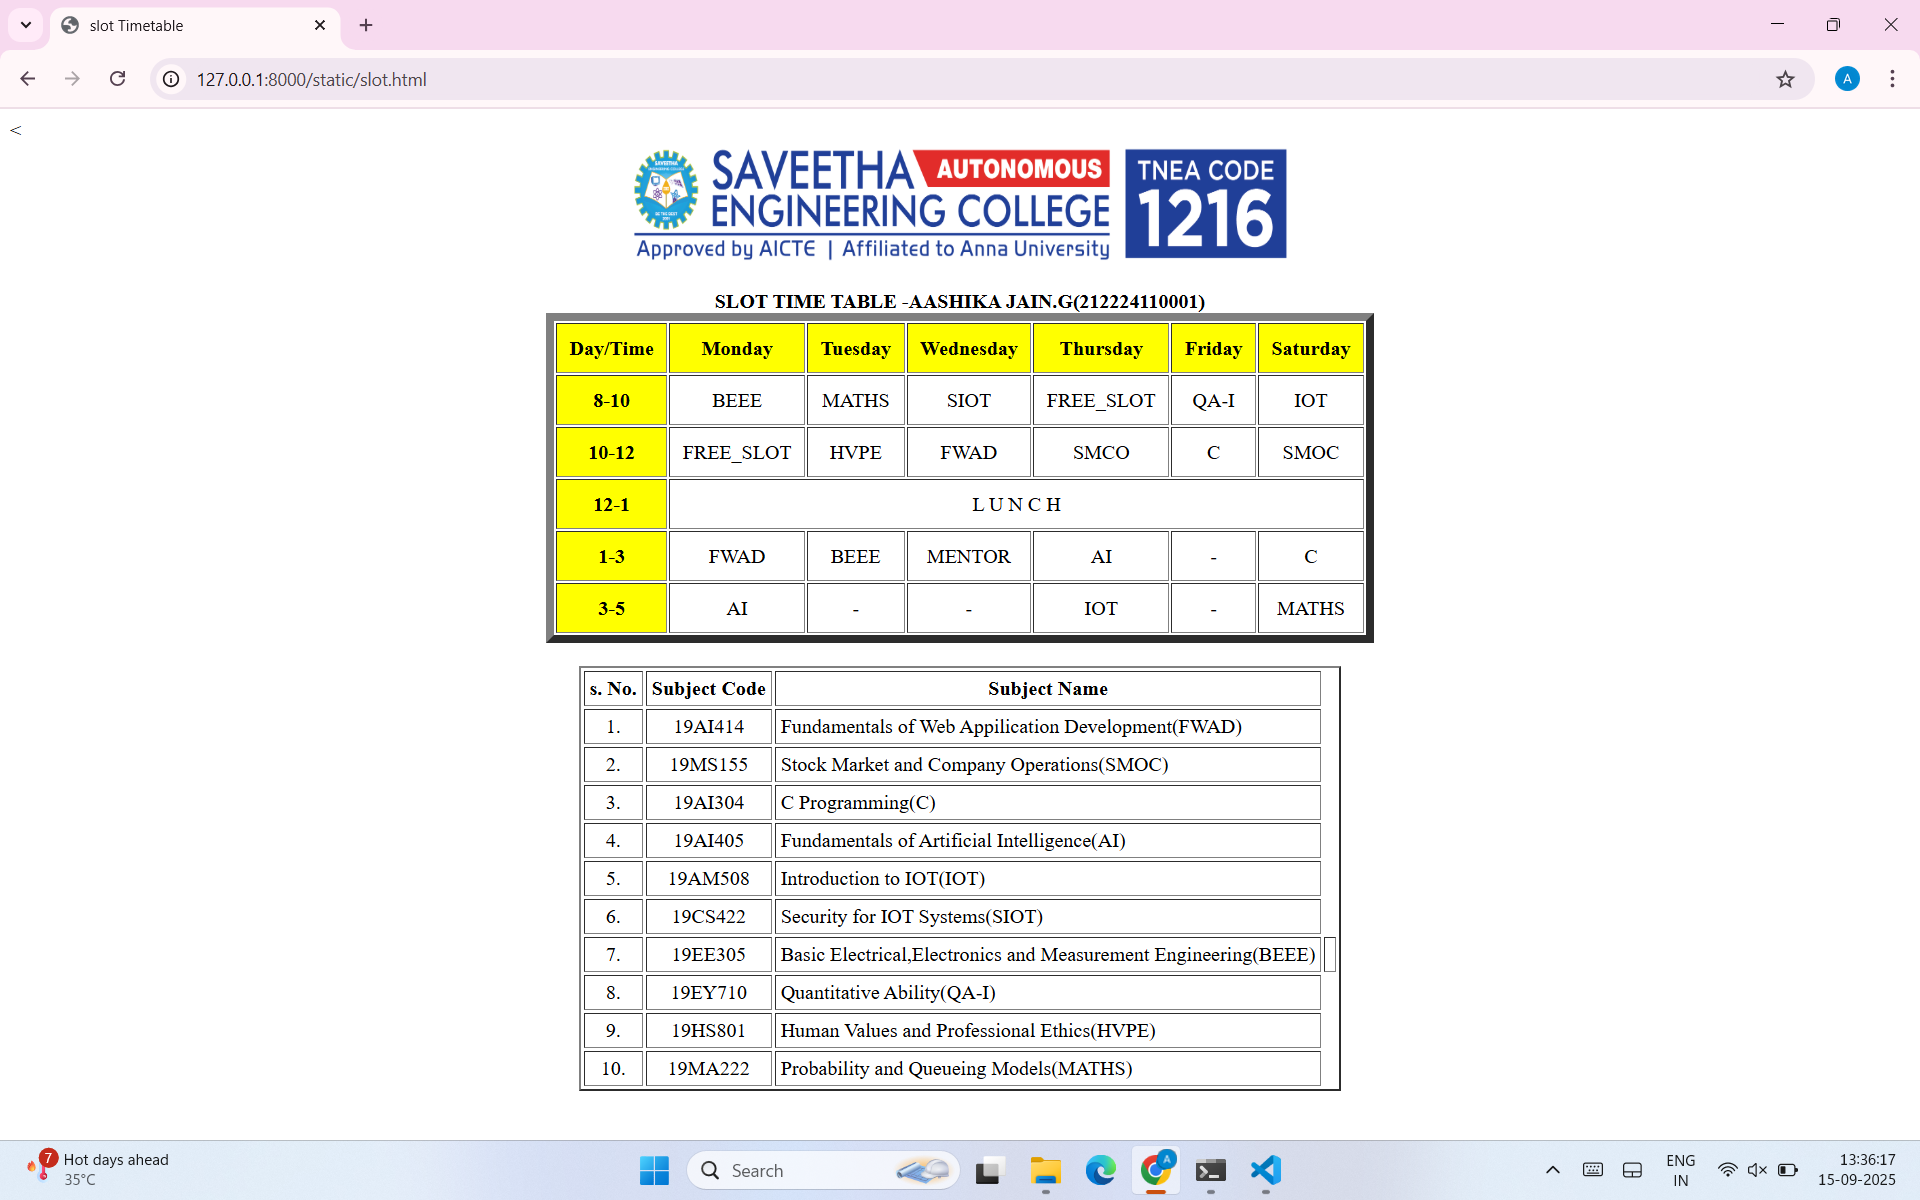 slot Timetable
127.0.0.1:8000/static/slot.html
A
<
SAVEETHA AUTONOMOUS
ENGINEERING COLLEGE
Approved by AICTE | Affiliated to Anna University
TNEA CODE
1216
SLOT TIME TABLE -AASHIKA JAIN.G(212224110001)
Day/Time Monday Tuesday Wednesday Thursday Friday Saturday
8-10 BEEE MATHS SIOT FREE_SLOT QA-I IOT
10-12 FREE_SLOT HVPE FWAD SMCO C SMOC
12-1 L U N C H
1-3 FWAD BEEE MENTOR AI - C
3-5 AI - - IOT - MATHS
s. No. Subject Code Subject Name
1. 19AI414 Fundamentals of Web Appilication Development(FWAD)
2. 19MS155 Stock Market and Company Operations(SMOC)
3. 19AI304 C Programming(C)
4. 19AI405 Fundamentals of Artificial Intelligence(AI)
5. 19AM508 Introduction to IOT(IOT)
6. 19CS422 Security for IOT Systems(SIOT)
7. 19EE305 Basic Electrical,Electronics and Measurement Engineering(BEEE)
8. 19EY710 Quantitative Ability(QA-I)
9. 19HS801 Human Values and Professional Ethics(HVPE)
10. 19MA222 Probability and Queueing Models(MATHS)
7 Hot days ahead
35°C
Search
A
ENG
IN
13:36:17
15-09-2025